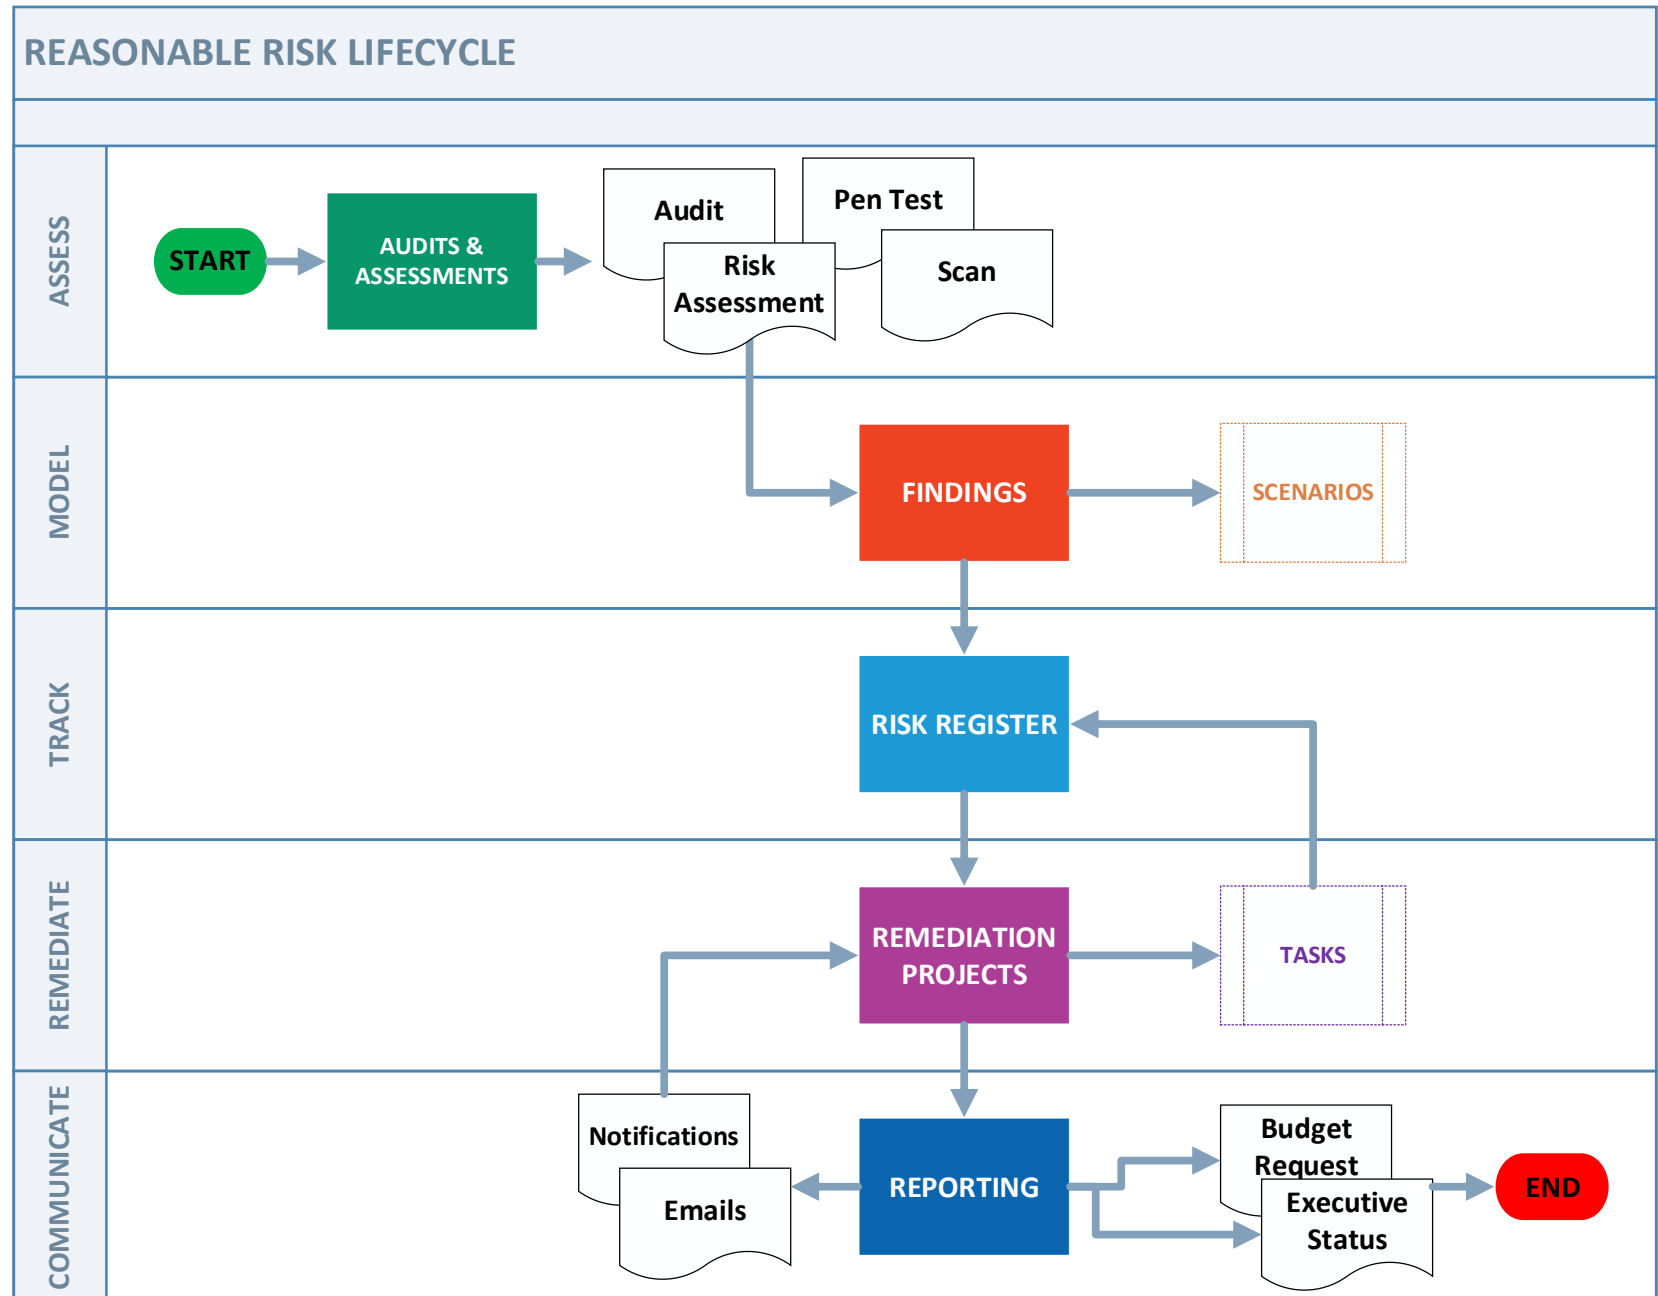 REASONABLE RISK LIFECYCLE
ASSESS
START
AUDITS &
ASSESSMENTS
Audit
Risk
Assessment
Pen Test
Scan
MODEL
FINDINGS
SCENARIOS
TRACK
RISK REGISTER
REMEDIATE
REMEDIATION
PROJECTS
TASKS
COMMUNICATE
Notifications
Emails
REPORTING
Budget
Request
Executive
Status
END